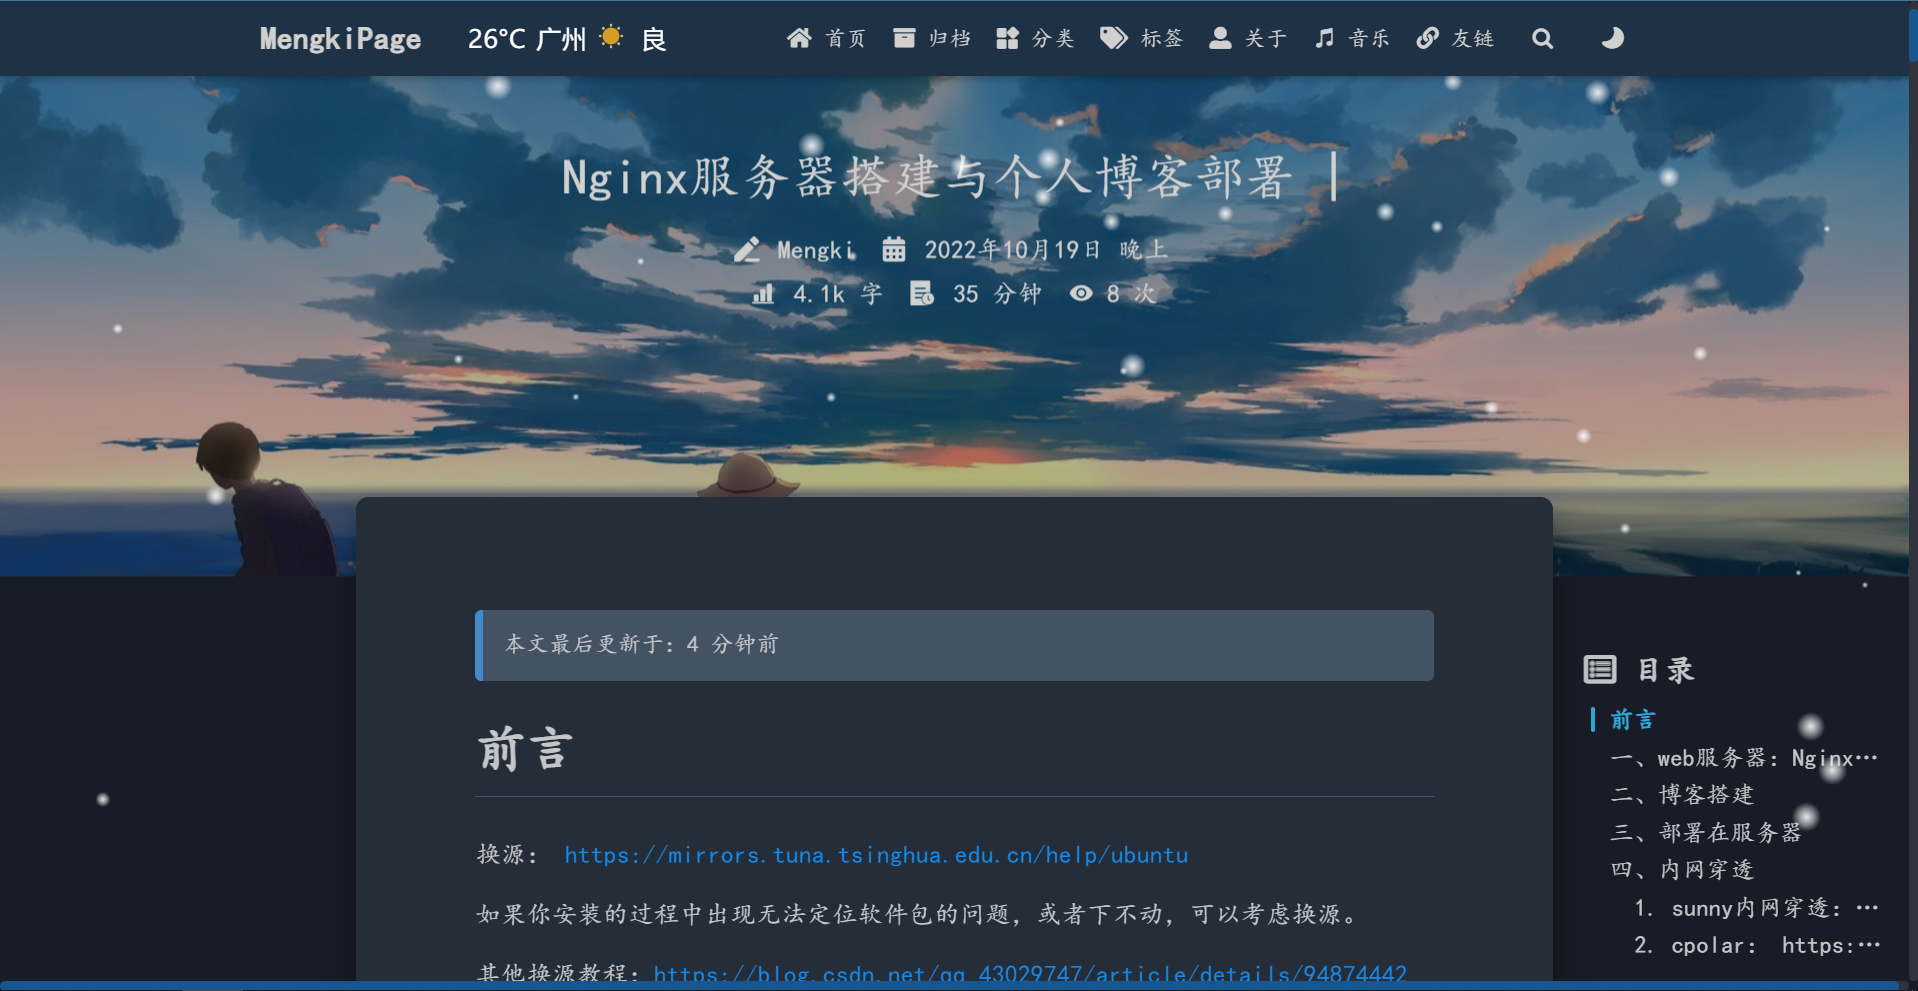 MengkiPage 26°C 广州 良 首页 归档 分类 标签 关于 音乐 友链
Nginx服务器搭建与个人博客部署
Mengki 2022年10月19日 晚上
4.1k 字 35 分钟 8 次
本文最后更新于：4 分钟前
前言
换源： https://mirrors.tuna.tsinghua.edu.cn/help/ubuntu
如果你安装的过程中出现无法定位软件包的问题，或者下不动，可以考虑换源。
其他换源教程：https://blog.csdn.net/qq_43029747/article/details/94874442
目录
前言
一、web服务器：Nginx…
二、博客搭建
三、部署在服务器
四、内网穿透
1. sunny内网穿透：…
2. cpolar： https:…